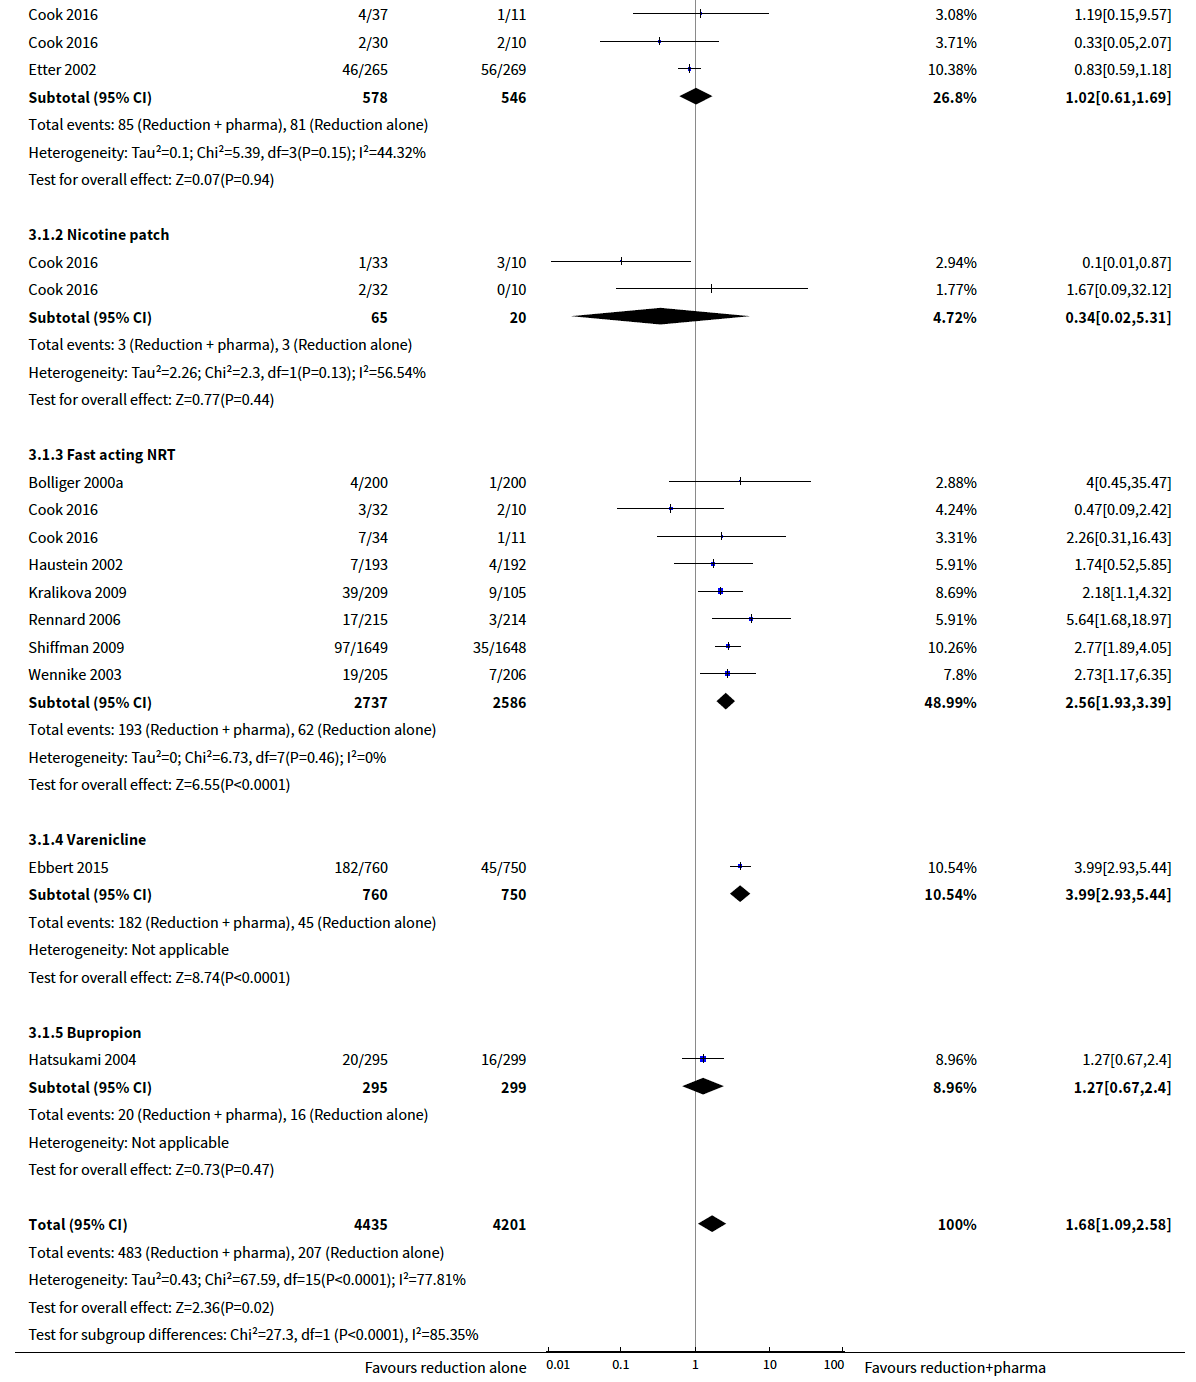 Cook 2016 4/37 1/11 3.08% 1.19[0.15,9.57]
Cook 2016 2/30 2/10 3.71% 0.33[0.05,2.07]
Etter 2002 46/265 56/269 10.38% 0.83[0.59,1.18]
Subtotal (95% CI) 578 546 26.8% 1.02[0.61,1.69]
Total events: 85 (Reduction + pharma), 81 (Reduction alone)
Heterogeneity: Tau²=0.1; Chi²=5.39, df=3(P=0.15); I²=44.32%
Test for overall effect: Z=0.07(P=0.94)
3.1.2 Nicotine patch
Cook 2016 1/33 3/10 2.94% 0.1[0.01,0.87]
Cook 2016 2/32 0/10 1.77% 1.67[0.09,32.12]
Subtotal (95% CI) 65 20 4.72% 0.34[0.02,5.31]
Total events: 3 (Reduction + pharma), 3 (Reduction alone)
Heterogeneity: Tau²=2.26; Chi²=2.3, df=1(P=0.13); I²=56.54%
Test for overall effect: Z=0.77(P=0.44)
3.1.3 Fast acting NRT
Bolliger 2000a 4/200 1/200 2.88% 4[0.45,35.47]
Cook 2016 3/32 2/10 4.24% 0.47[0.09,2.42]
Cook 2016 7/34 1/11 3.31% 2.26[0.31,16.43]
Haustein 2002 7/193 4/192 5.91% 1.74[0.52,5.85]
Kralikova 2009 39/209 9/105 8.69% 2.18[1.1,4.32]
Rennard 2006 17/215 3/214 5.91% 5.64[1.68,18.97]
Shiffman 2009 97/1649 35/1648 10.26% 2.77[1.89,4.05]
Wennike 2003 19/205 7/206 7.8% 2.73[1.17,6.35]
Subtotal (95% CI) 2737 2586 48.99% 2.56[1.93,3.39]
Total events: 193 (Reduction + pharma), 62 (Reduction alone)
Heterogeneity: Tau²=0; Chi²=6.73, df=7(P=0.46); I²=0%
Test for overall effect: Z=6.55(P<0.0001)
3.1.4 Varenicline
Ebbert 2015 182/760 45/750 10.54% 3.99[2.93,5.44]
Subtotal (95% CI) 760 750 10.54% 3.99[2.93,5.44]
Total events: 182 (Reduction + pharma), 45 (Reduction alone)
Heterogeneity: Not applicable
Test for overall effect: Z=8.74(P<0.0001)
3.1.5 Bupropion
Hatsukami 2004 20/295 16/299 8.96% 1.27[0.67,2.4]
Subtotal (95% CI) 295 299 8.96% 1.27[0.67,2.4]
Total events: 20 (Reduction + pharma), 16 (Reduction alone)
Heterogeneity: Not applicable
Test for overall effect: Z=0.73(P=0.47)
Total (95% CI) 4435 4201 100% 1.68[1.09,2.58]
Total events: 483 (Reduction + pharma), 207 (Reduction alone)
Heterogeneity: Tau²=0.43; Chi²=67.59, df=15(P<0.0001); I²=77.81%
Test for overall effect: Z=2.36(P=0.02)
Test for subgroup differences: Chi²=27.3, df=1 (P<0.0001), I²=85.35%
Favours reduction alone 0.01 0.1 1 10 100 Favours reduction+pharma